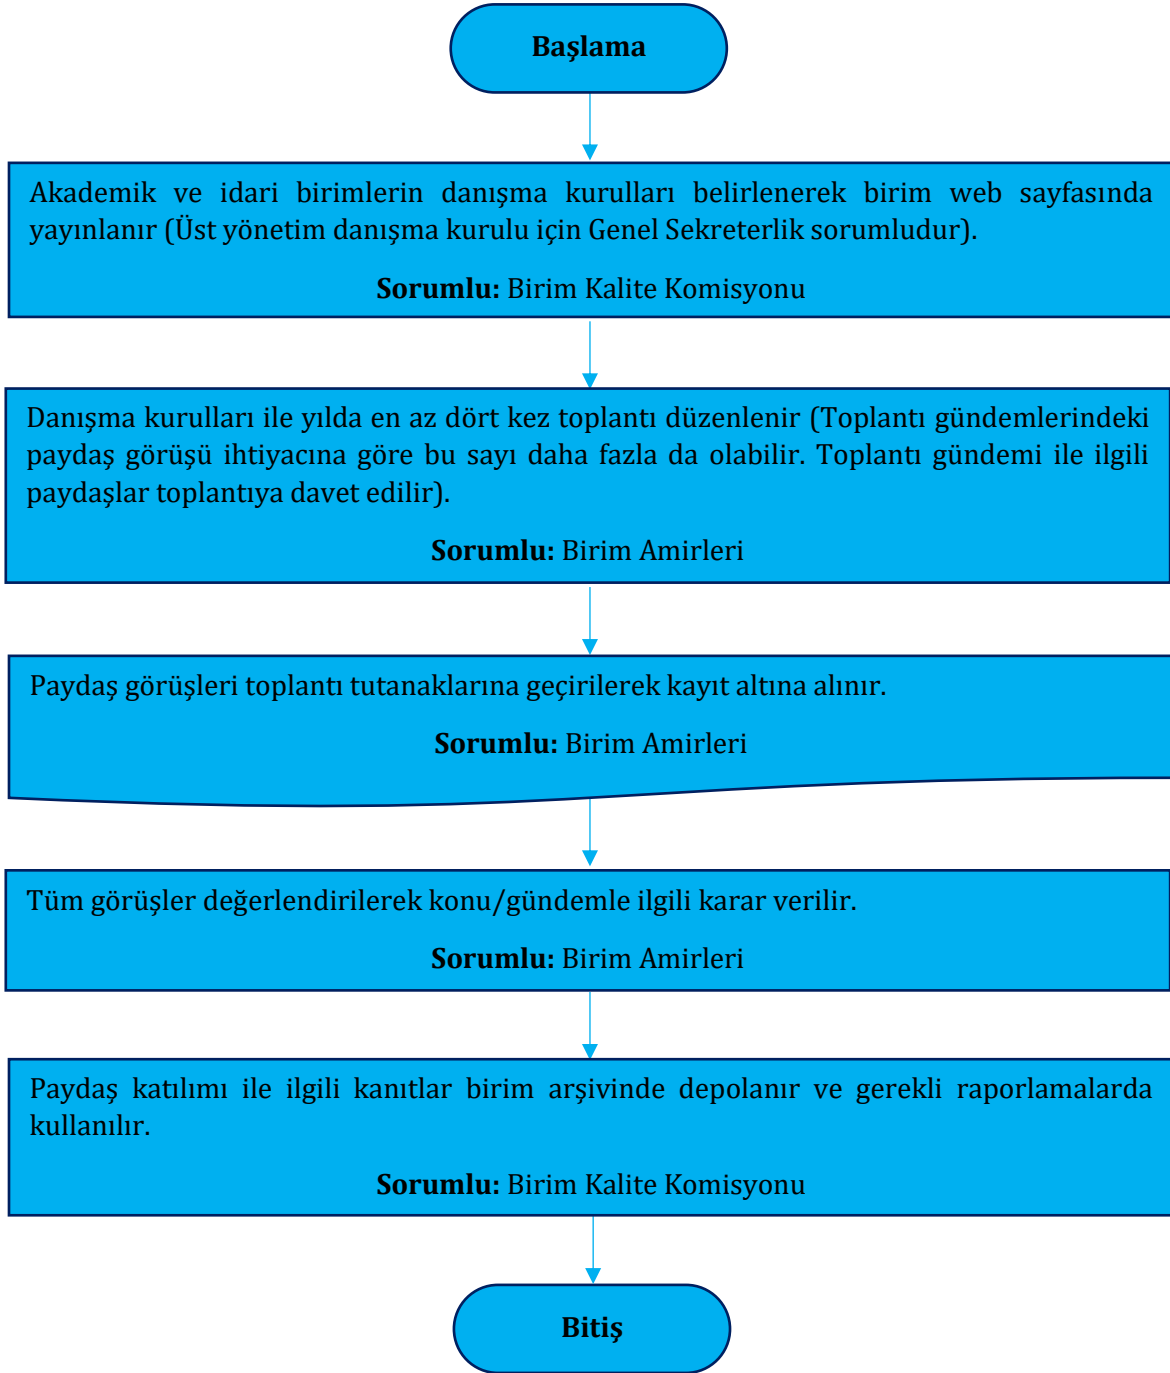 Başlama
Akademik ve idari birimlerin danışma kurulları belirlenerek birim web sayfasında
yayınlanır (Üst yönetim danışma kurulu için Genel Sekreterlik sorumludur).
Sorumlu: Birim Kalite Komisyonu
Danışma kurulları ile yılda en az dört kez toplantı düzenlenir (Toplantı gündemlerindeki
paydaş görüşü ihtiyacına göre bu sayı daha fazla da olabilir. Toplantı gündemi ile ilgili
paydaşlar toplantıya davet edilir).
Sorumlu: Birim Amirleri
Paydaş görüşleri toplantı tutanaklarına geçirilerek kayıt altına alınır.
Sorumlu: Birim Amirleri
Tüm görüşler değerlendirilerek konu/gündemle ilgili karar verilir.
Sorumlu: Birim Amirleri
Paydaş katılımı ile ilgili kanıtlar birim arşivinde depolanır ve gerekli raporlamalarda
kullanılır.
Sorumlu: Birim Kalite Komisyonu
Bitiş